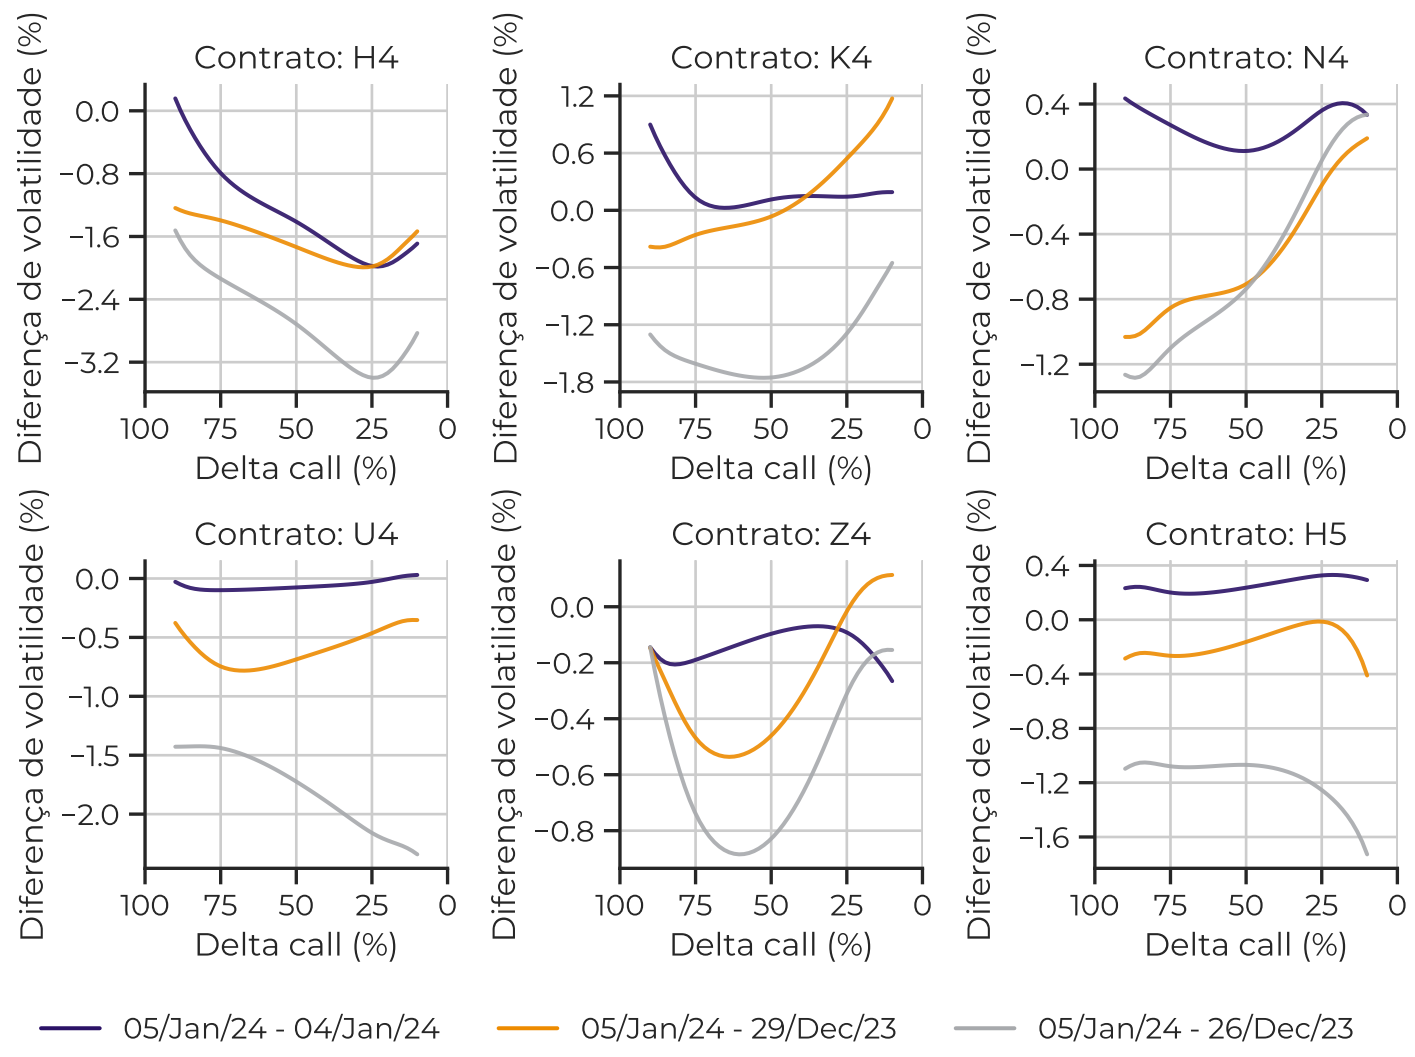 Contrato: H4
Diferença de volatilidade (%)
0.0
−0.8
−1.6
−2.4
−3.2
100 75 50 25 0
Delta call (%)
Contrato: K4
Diferença de volatilidade (%)
1.2
0.6
0.0
−0.6
−1.2
−1.8
100 75 50 25 0
Delta call (%)
Contrato: N4
Diferença de volatilidade (%)
0.4
0.0
−0.4
−0.8
−1.2
100 75 50 25 0
Delta call (%)
Contrato: U4
Diferença de volatilidade (%)
0.0
−0.5
−1.0
−1.5
−2.0
100 75 50 25 0
Delta call (%)
Contrato: Z4
Diferença de volatilidade (%)
0.0
−0.2
−0.4
−0.6
−0.8
100 75 50 25 0
Delta call (%)
Contrato: H5
Diferença de volatilidade (%)
0.4
0.0
−0.4
−0.8
−1.2
−1.6
100 75 50 25 0
Delta call (%)
05/Jan/24 - 04/Jan/24
05/Jan/24 - 29/Dec/23
05/Jan/24 - 26/Dec/23